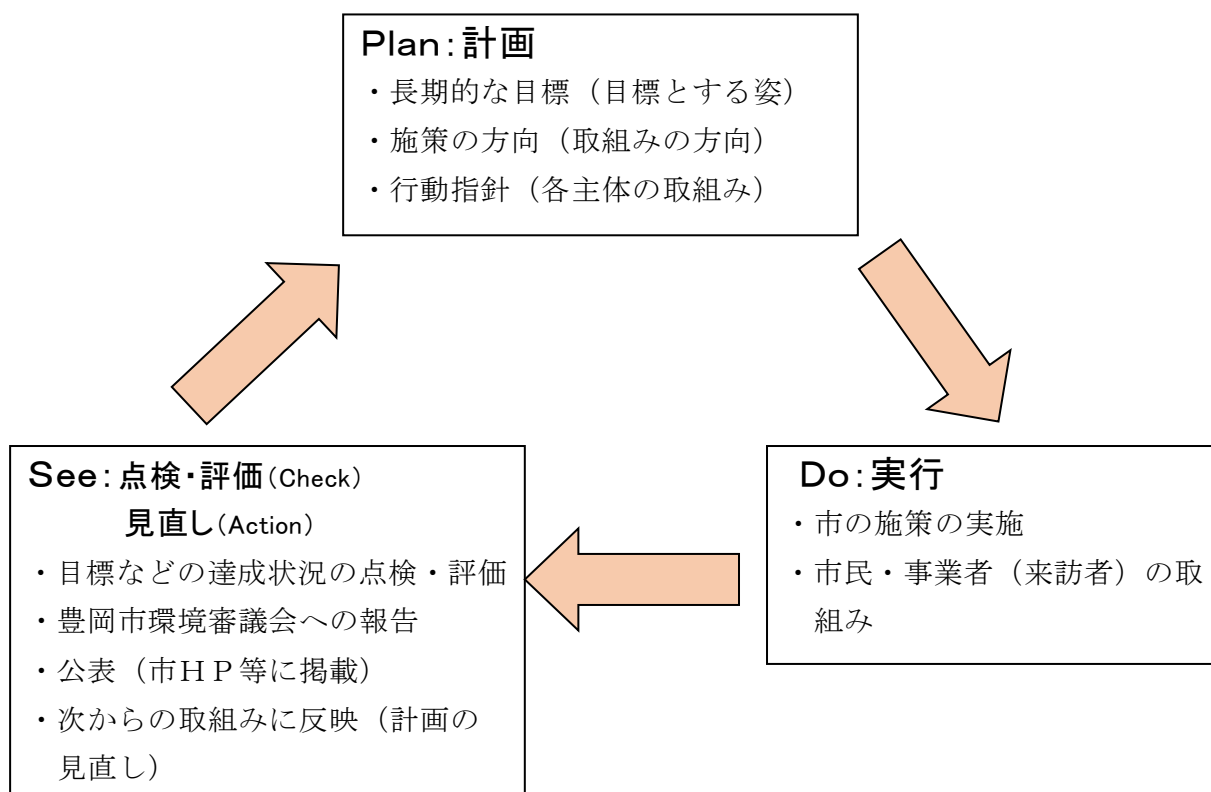 Plan:計画
・長期的な目標（目標とする姿）
・施策の方向（取組みの方向）
・行動指針（各主体の取組み）
Do:実行
・市の施策の実施
・市民・事業者（来訪者）の取
組み
See:点検・評価(Check)
見直し(Action)
・目標などの達成状況の点検・評価
・豊岡市環境審議会への報告
・公表（市ＨＰ等に掲載）
・次からの取組みに反映（計画の
見直し）